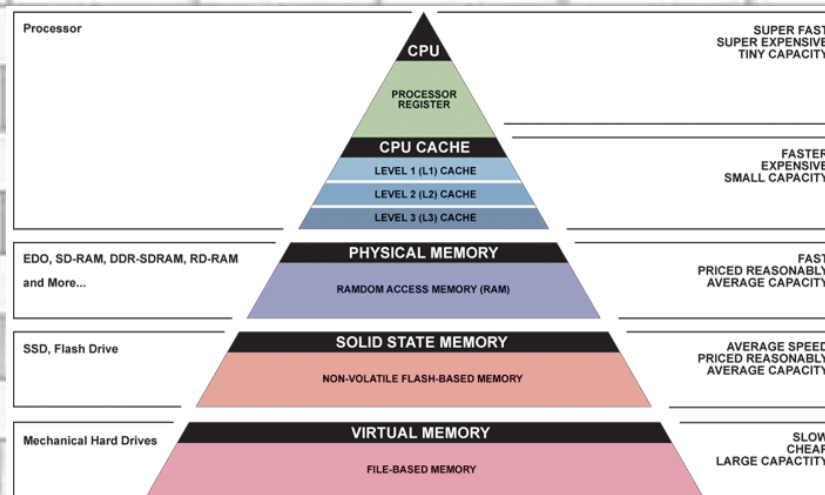 Processor
CPU
PROCESSOR
REGISTER
SUPER FAST
SUPER EXPENSIVE
TINY CAPACITY
CPU CACHE
LEVEL 1 (L1) CACHE
LEVEL 2 (L2) CACHE
LEVEL 3 (L3) CACHE
FASTER
EXPENSIVE
SMALL CAPACITY
EDO, SD-RAM, DDR-SDRAM, RD-RAM
and More...
PHYSICAL MEMORY
RAMDOM ACCESS MEMORY (RAM)
FAST
PRICED REASONABLY
AVERAGE CAPACITY
SSD, Flash Drive
SOLID STATE MEMORY
NON-VOLATILE FLASH-BASED MEMORY
AVERAGE SPEED
PRICED REASONABLY
AVERAGE CAPACITY
Mechanical Hard Drives
VIRTUAL MEMORY
FILE-BASED MEMORY
SLOW
CHEAP
LARGE CAPACTITY